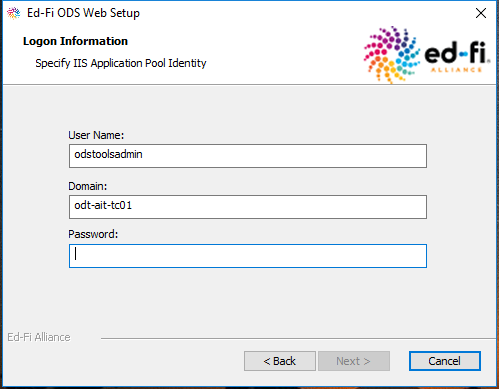 Ed-Fi ODS Web Setup
Logon Information
Specify IIS Application Pool Identity
ed-fi
ALLIANCE
User Name:
odstoolsadmin
Domain:
odt-ait-tc01
Password:
Ed-Fi Alliance
< Back Next > Cancel